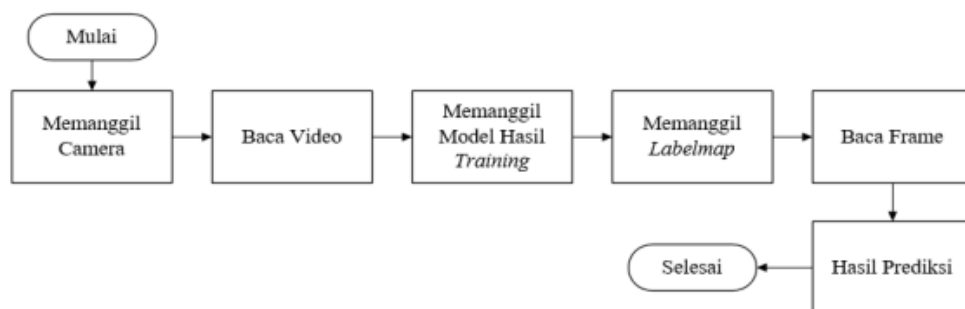 Mulai
Memanggil
Camera
Baca Video
Memanggil
Model Hasil
Training
Memanggil
Labelmap
Baca Frame
Hasil Prediksi
Selesai